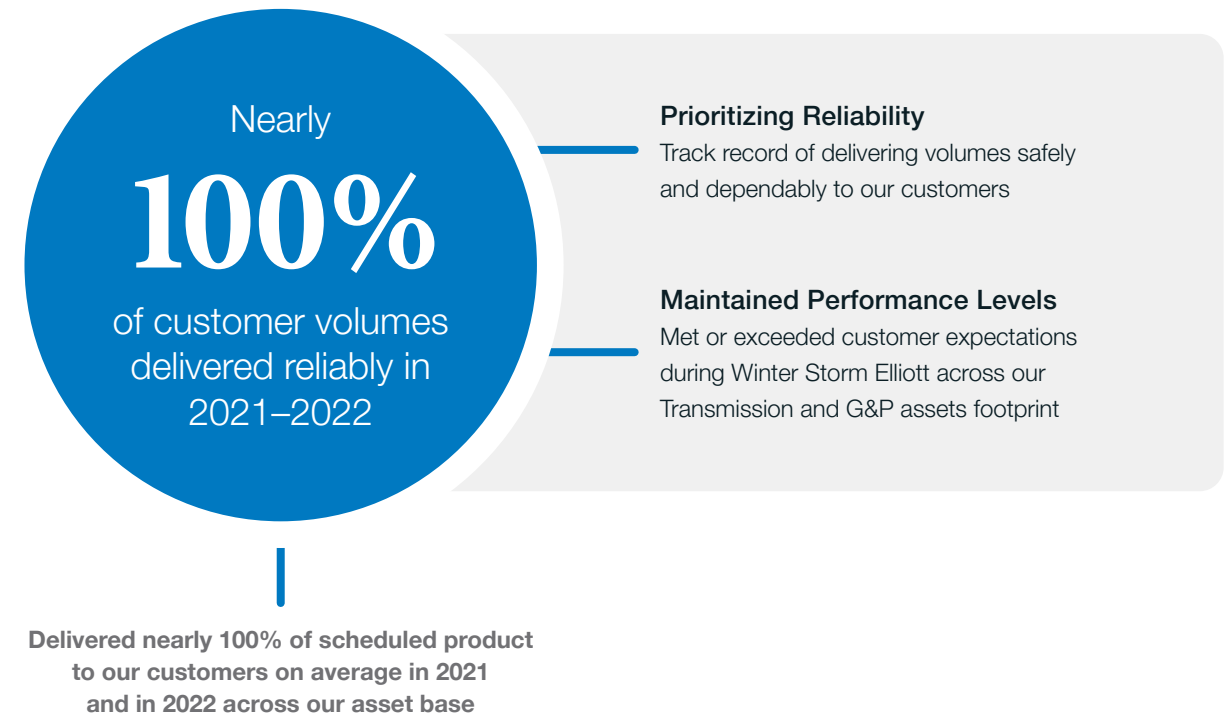 Nearly
100%
of customer volumes
delivered reliably in
2021–2022
Prioritizing Reliability
Track record of delivering volumes safely
and dependably to our customers
Maintained Performance Levels
Met or exceeded customer expectations
during Winter Storm Elliott across our
Transmission and G&P assets footprint
Delivered nearly 100% of scheduled product
to our customers on average in 2021
and in 2022 across our asset base